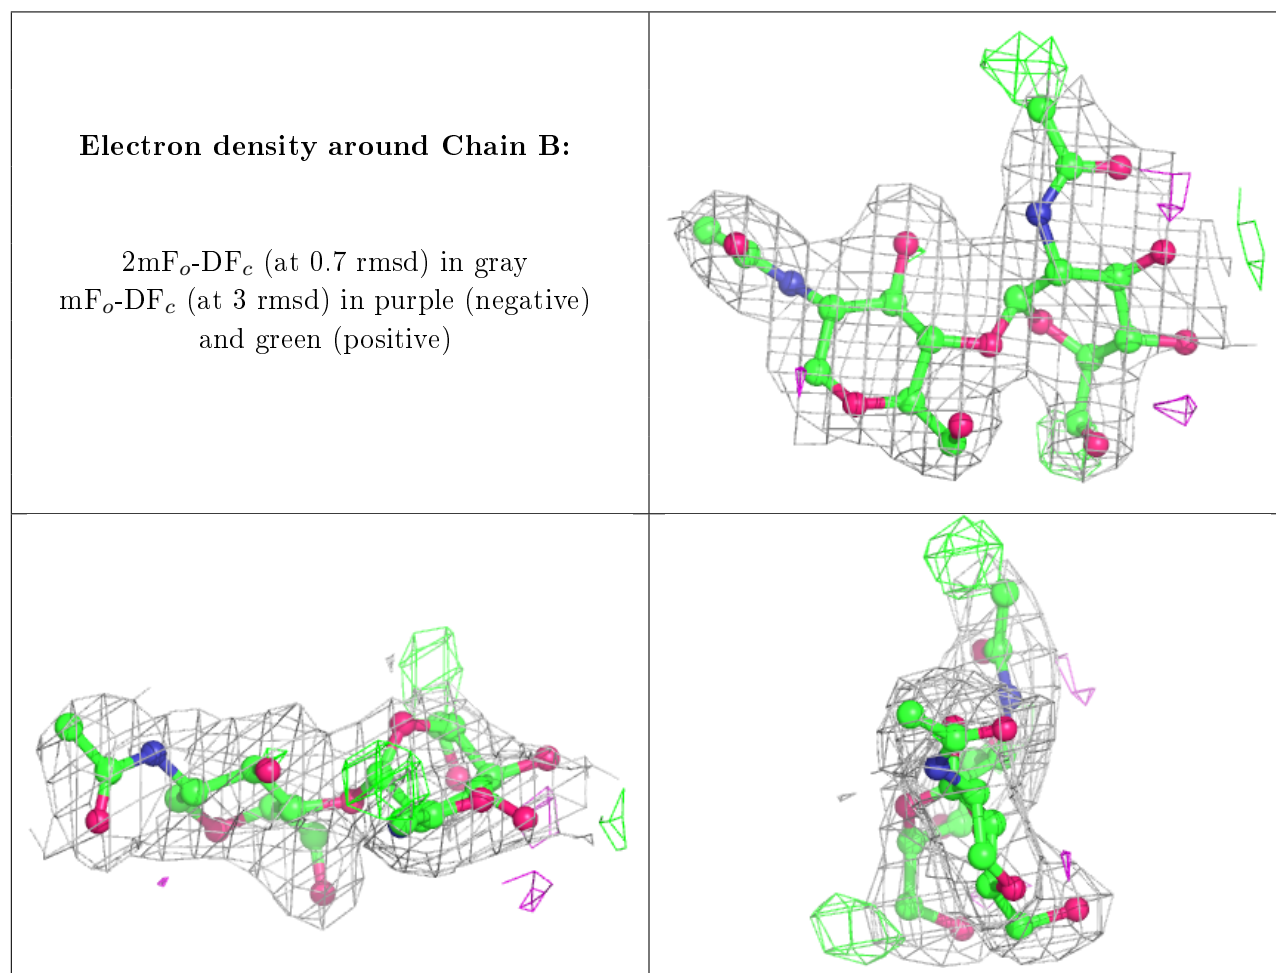 Electron density around Chain B:
2mFₒ-DF𝒸 (at 0.7 rmsd) in gray
mFₒ-DF𝒸 (at 3 rmsd) in purple (negative)
and green (positive)